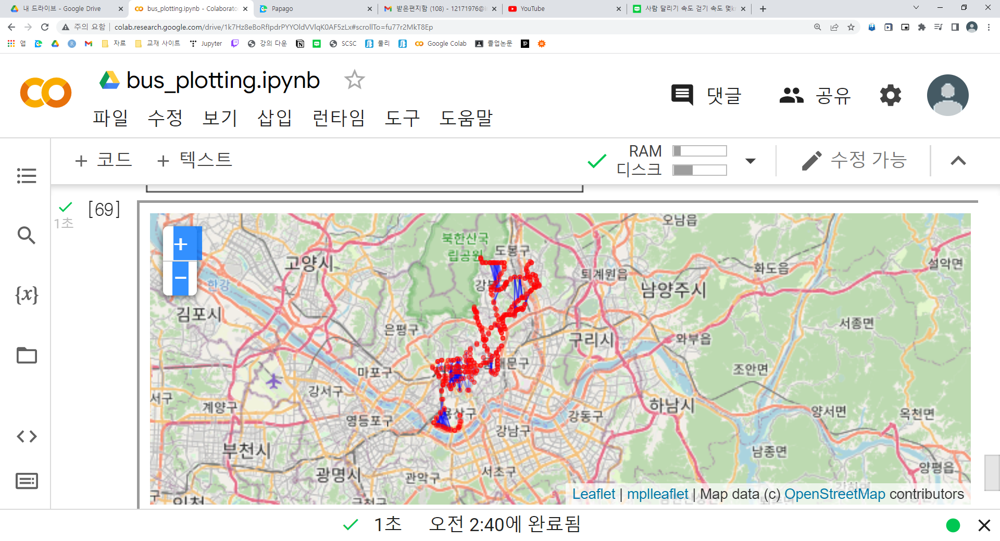 내 드라이브 - Google Drive
bus_plotting.ipynb - Colaborato
Papago
받은편지함 (108) - 12171976@i
YouTube
사람 달리기 속도 걷기 속도 몇k
주의 요함
colab.research.google.com/drive/1k7Hz8eBoRfIpdrPYYOldVVlqK0AF5zLx#scrollTo=fu77r2MkT8Ep
앱
자료
교재 사이트
Jupyter
강의 다운
SCSC
물리
Google Colab
졸업논문
bus_plotting.ipynb
댓글
공유
파일 수정 보기 삽입 런타임 도구 도움말
+ 코드 + 텍스트
RAM
디스크
수정 가능
[69]
1초
{x}
+
−
오남읍
북한산국
립공원
도봉구
고양시
퇴계원읍
화도읍
설악면
한강
강북
남양주시
김포시
은평구
서종면
구리시
와부읍
마포구
동대문구
조안면
강서구
서구
계양구
하남시
양서면
옥천면
용산구
강동구
영등포구
강남구
부천시
남종면
광명시
관악구
서초구
양평읍
구
인천
금천구
Leaflet | mplleaflet | Map data (c) OpenStreetMap contributors
1초 오전 2:40에 완료됨